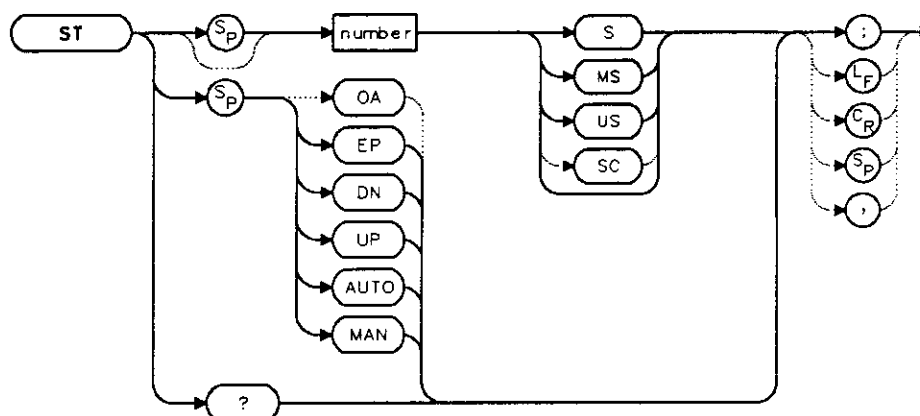 ST
SP
number
S
;
MS
LF
SP
OA
US
CR
EP
SC
SP
DN
,
UP
AUTO
MAN
?